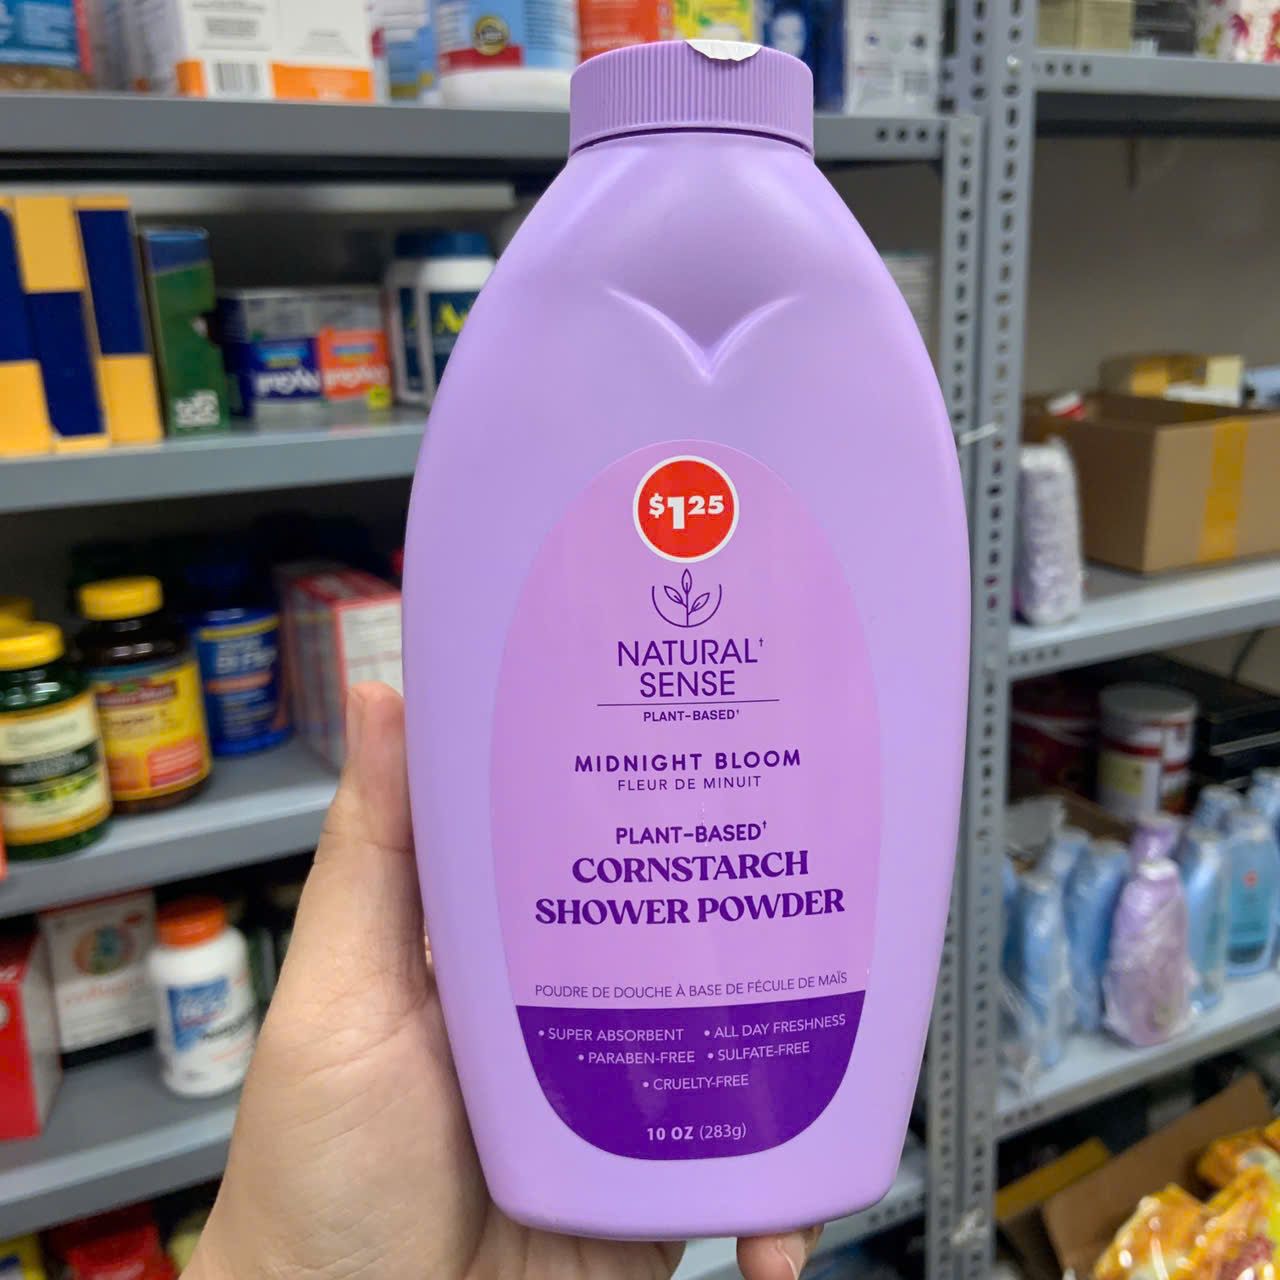 $1.25
NATURAL†
SENSE
PLANT-BASED†
MIDNIGHT BLOOM
FLEUR DE MINUIT
PLANT-BASED†
CORNSTARCH
SHOWER POWDER
POUDRE DE DOUCHE À BASE DE FÉCULE DE MAÏS
• SUPER ABSORBENT • ALL DAY FRESHNESS
• PARABEN-FREE • SULFATE-FREE
• CRUELTY-FREE
10 OZ (283g)